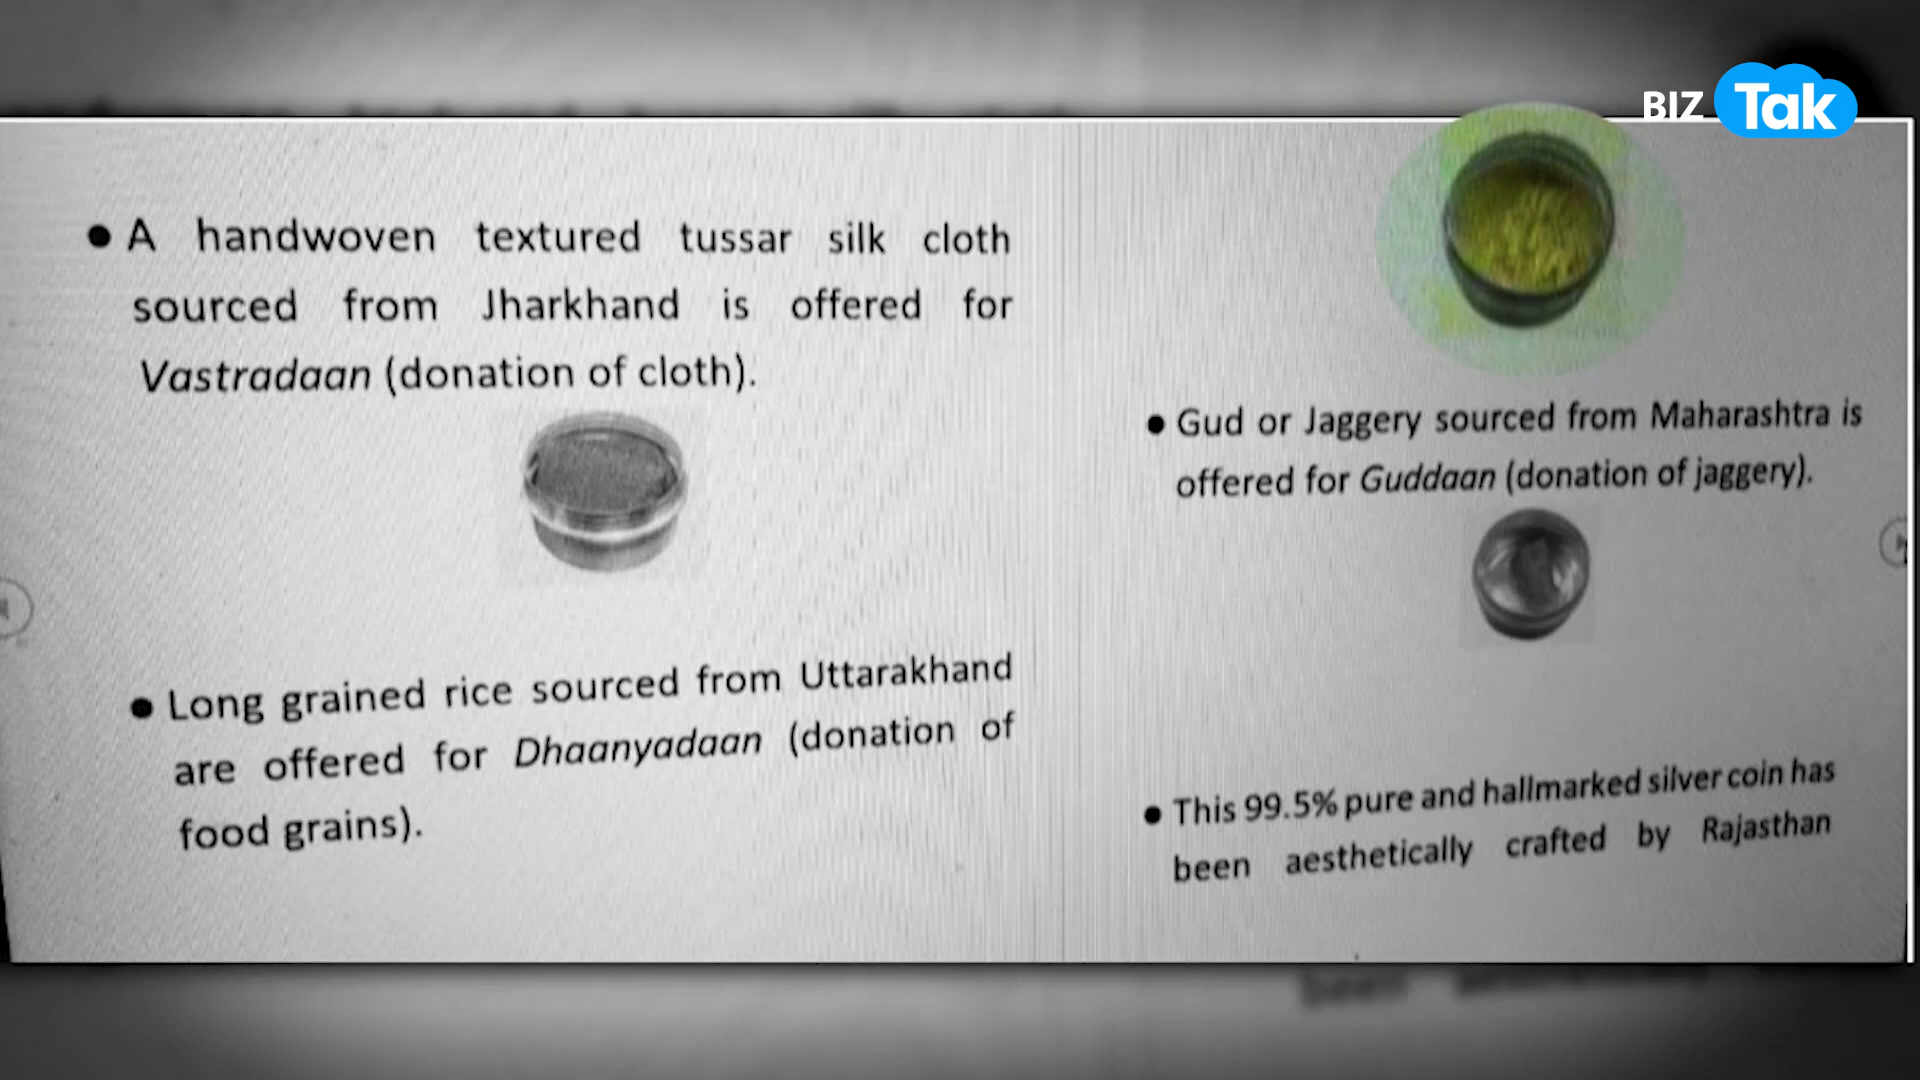 BIZ Tak
● A handwoven textured tussar silk cloth
sourced from Jharkhand is offered for
Vastradaan (donation of cloth).
● Long grained rice sourced from Uttarakhand
are offered for Dhaanyadaan (donation of
food grains).
● Gud or Jaggery sourced from Maharashtra is
offered for Guddaan (donation of jaggery).
● This 99.5% pure and hallmarked silver coin has
been aesthetically crafted by Rajasthan